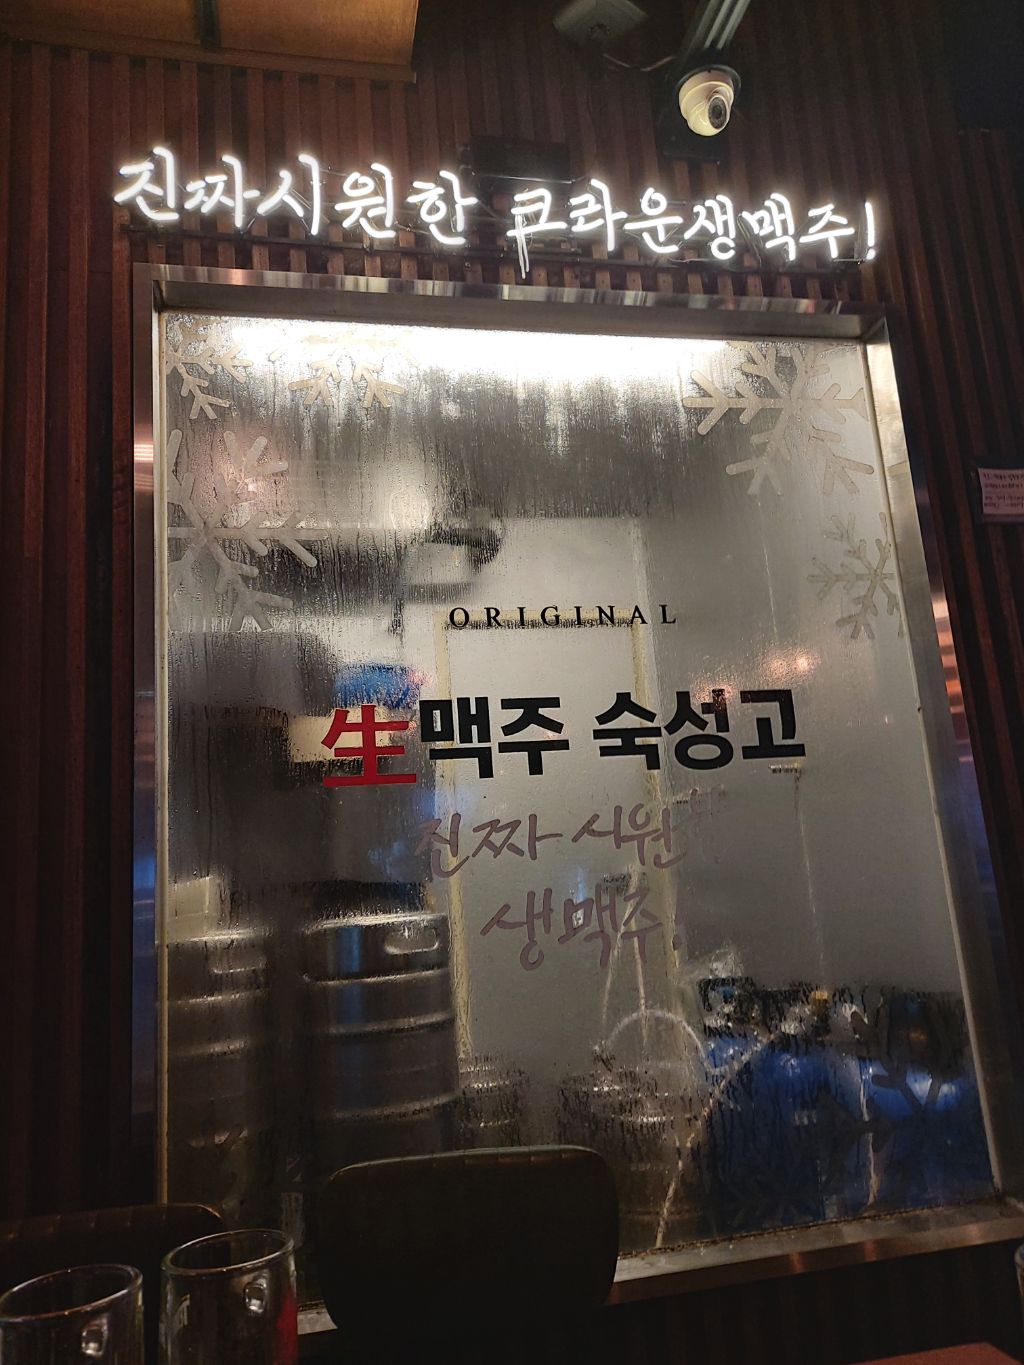 진짜시원한 크라운생맥주!
ORIGINAL
生맥주 숙성고
진짜 시원한
생맥주!